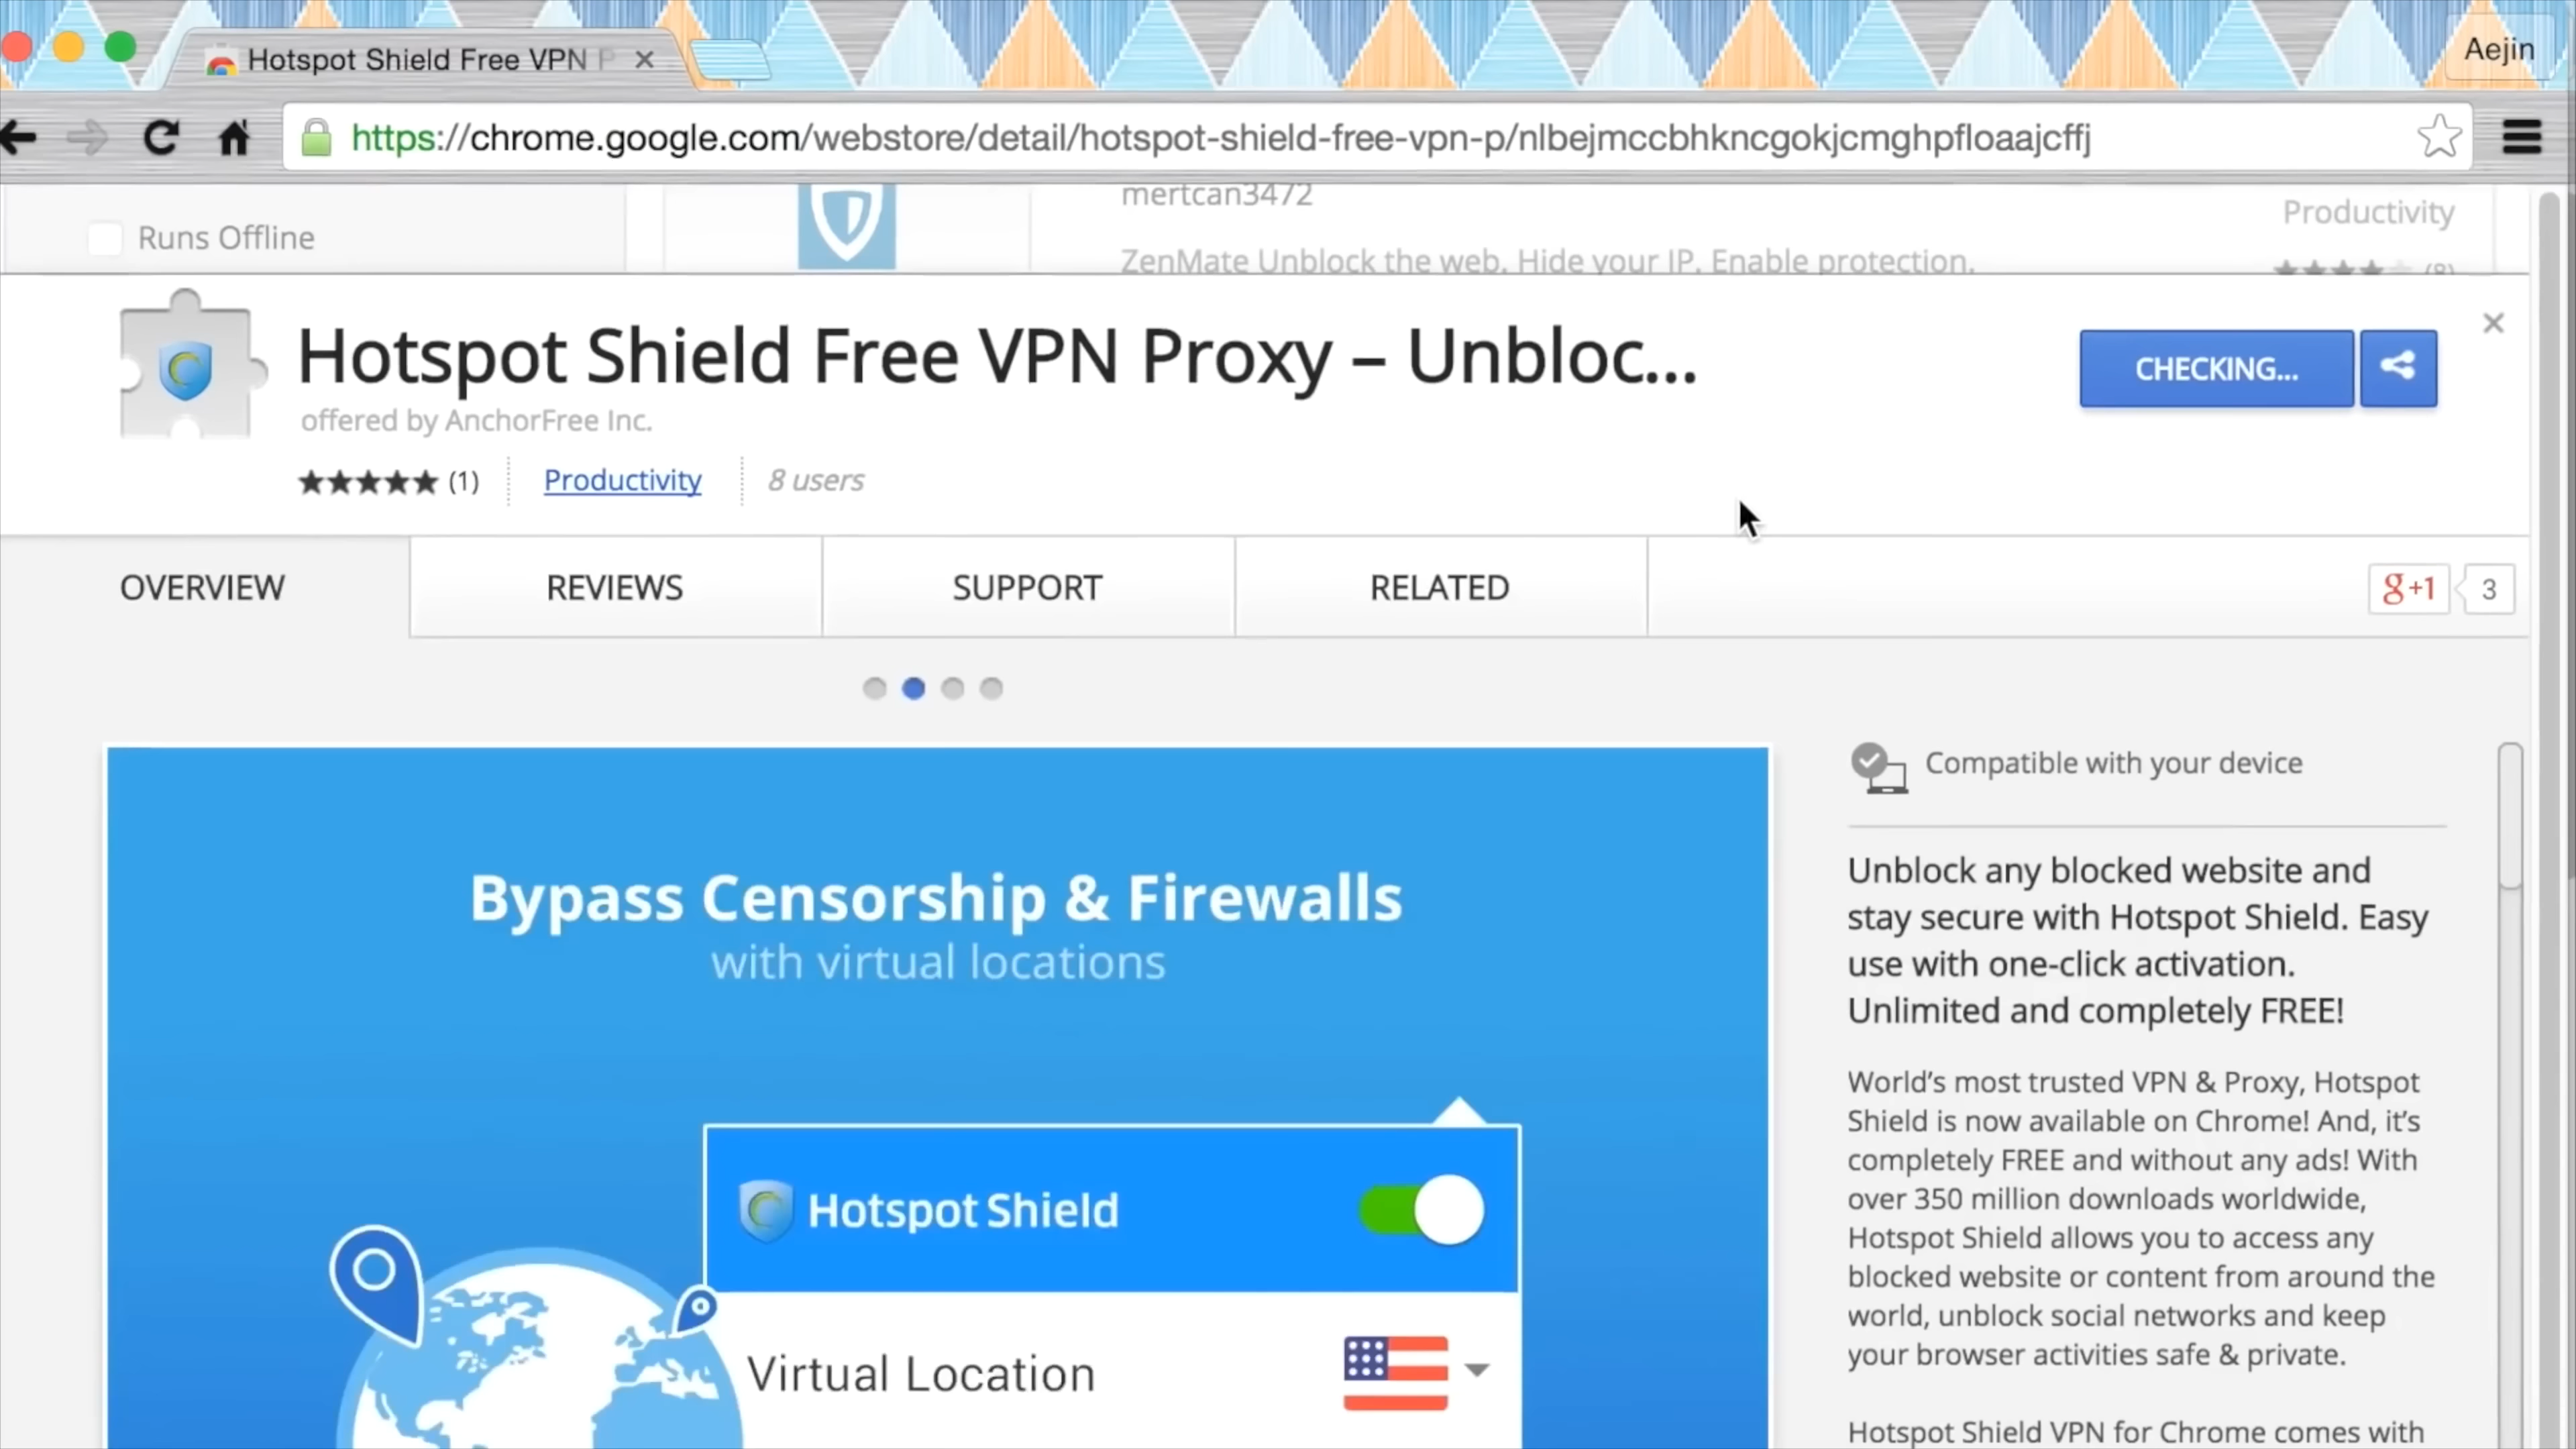 Hotspot Shield Free VPN P
Aejin
https://chrome.google.com/webstore/detail/hotspot-shield-free-vpn-p/nlbejmccbhkncgokjcmghpfloaajcffj
Runs Offline
mertcan3472
Productivity
ZenMate Unblock the web. Hide your IP. Enable protection.
(8)
Hotspot Shield Free VPN Proxy – Unbloc...
offered by AnchorFree Inc.
(1)
Productivity
8 users
CHECKING...
OVERVIEW
REVIEWS
SUPPORT
RELATED
g+1
3
Bypass Censorship & Firewalls
with virtual locations
Hotspot Shield
Virtual Location
Compatible with your device
Unblock any blocked website and
stay secure with Hotspot Shield. Easy
use with one-click activation.
Unlimited and completely FREE!
World's most trusted VPN & Proxy, Hotspot
Shield is now available on Chrome! And, it's
completely FREE and without any ads! With
over 350 million downloads worldwide,
Hotspot Shield allows you to access any
blocked website or content from around the
world, unblock social networks and keep
your browser activities safe & private.
Hotspot Shield VPN for Chrome comes with